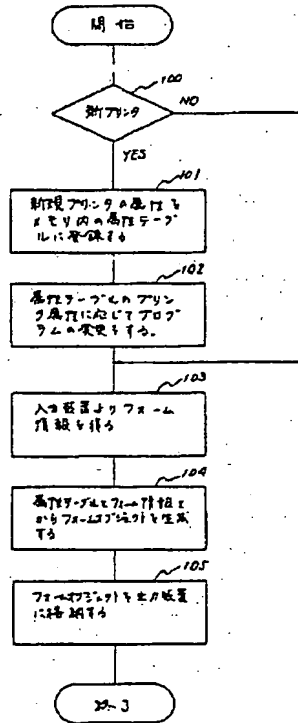 開始
100
新プリンタ
NO
YES
101
新規プリンタの属性を
メモリ内の属性テーブ
ルに登録する
102
属性テーブルのプリン
タ属性に応じてプログ
ラムの変更をする。
103
入力装置よりフォーム
情報を得る
104
属性テーブルとフォーム情報と
からフォームオブジェクトを生成
する
105
フォームオブジェクトを出力装置
に格納する